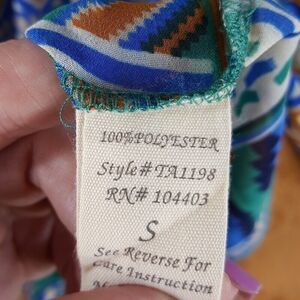 100%POLYESTER
Style#TA1198
RN# 104403
S
See Reverse For
Care Instruction